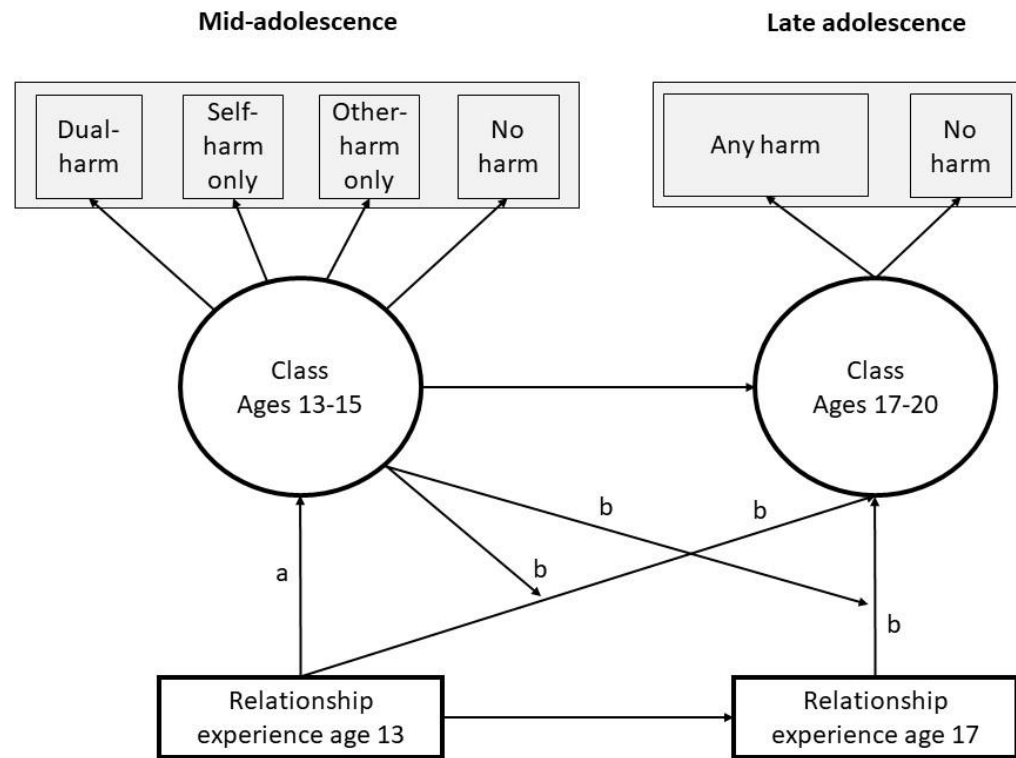 Mid-adolescence
Late adolescence
Dual-
harm
Self-
harm
only
Other-
harm
only
No
harm
Any harm
No
harm
Class
Ages 13-15
Class
Ages 17-20
a
b
b
b
b
Relationship
experience age 13
Relationship
experience age 17